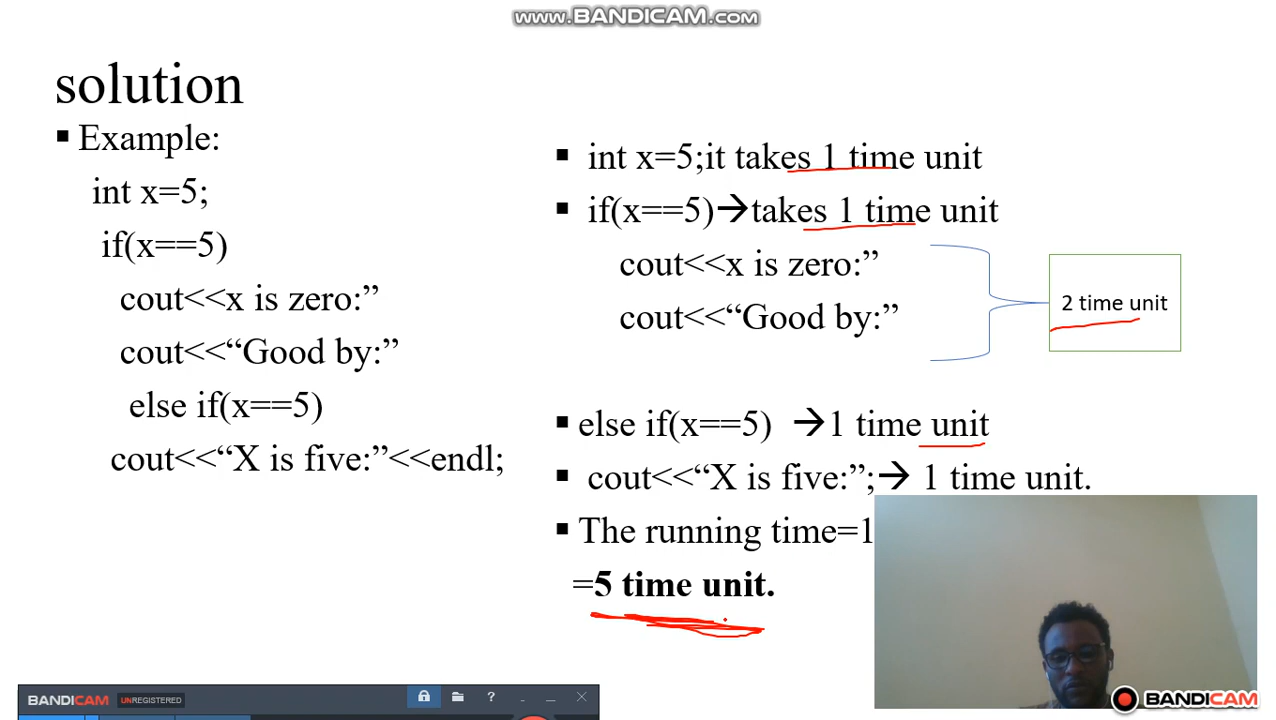 www.BANDICAM.com
solution
▪ Example:
int x=5;
if(x==5)
cout<<x is zero:”
cout<<“Good by:”
else if(x==5)
cout<<“X is five:”<<endl;
▪ int x=5;it takes 1 time unit
▪ if(x==5)→takes 1 time unit
cout<<x is zero:”
cout<<“Good by:”
2 time unit
▪ else if(x==5) →1 time unit
▪ cout<<“X is five:”;→ 1 time unit.
▪ The running time=1
=5 time unit.
BANDICAM UNREGISTERED
BANDICAM